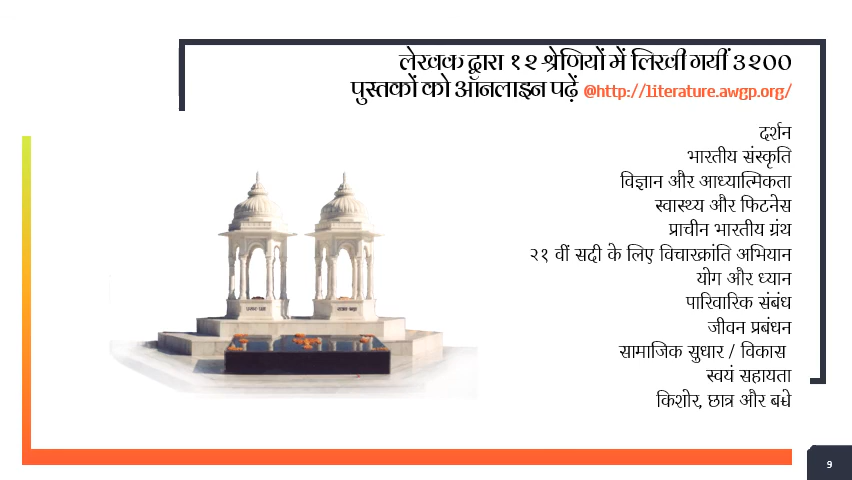 लेखक द्वारा १२ श्रेणियों में लिखी गयीं ३२००
पुस्तकों को ऑनलाइन पढ़ें @http://literature.awgp.org/
दर्शन
भारतीय संस्कृति
विज्ञान और आध्यात्मिकता
स्वास्थ्य और फिटनेस
प्राचीन भारतीय ग्रंथ
२१ वीं सदी के लिए विचारक्रांति अभियान
योग और ध्यान
पारिवारिक संबंध
जीवन प्रबंधन
सामाजिक सुधार / विकास
स्वयं सहायता
किशोर, छात्र और बच्चे
9